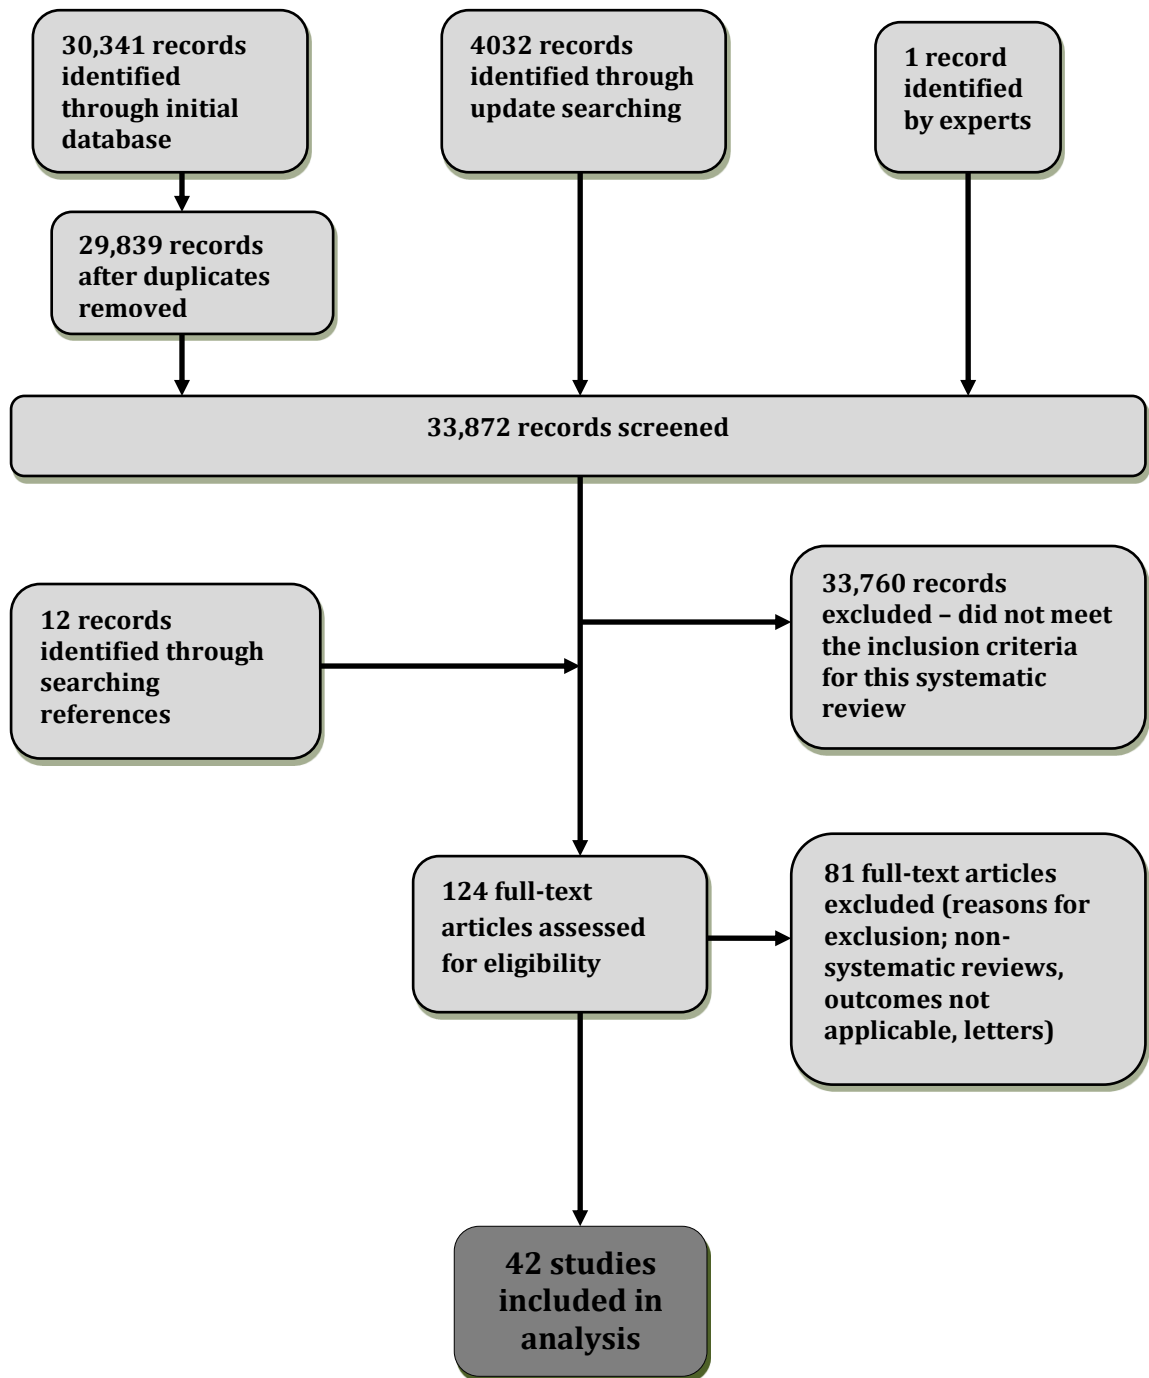 30,341 records
identified
through initial
database
4032 records
identified through
update searching
1 record
identified
by experts
29,839 records
after duplicates
removed
33,872 records screened
33,760 records
excluded – did not meet
the inclusion criteria
for this systematic
review
12 records
identified through
searching
references
124 full-text
articles assessed
for eligibility
81 full-text articles
excluded (reasons for
exclusion; non-
systematic reviews,
outcomes not
applicable, letters)
42 studies
included in
analysis